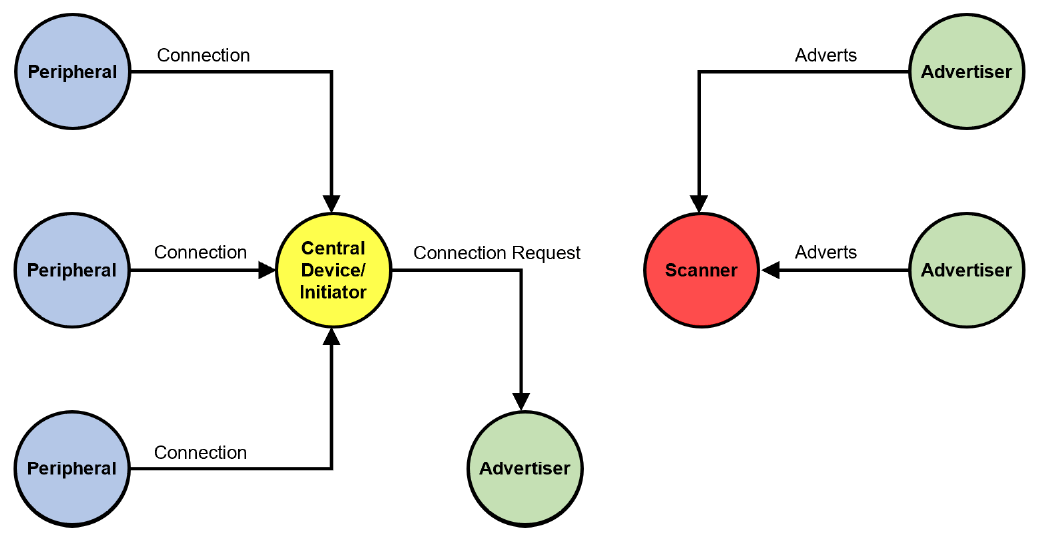 Connection
Peripheral
Adverts
Advertiser
Connection
Peripheral
Central
Device/
Initiator
Connection Request
Scanner
Adverts
Advertiser
Connection
Peripheral
Advertiser